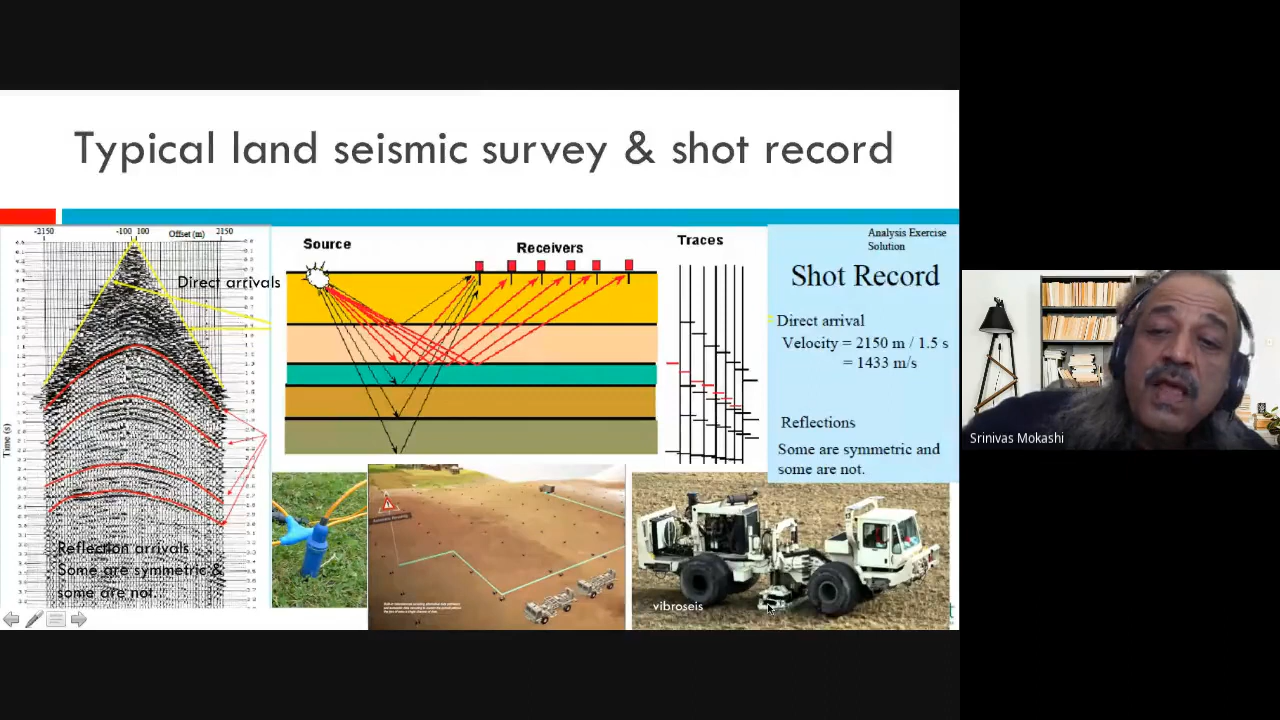 Typical land seismic survey & shot record
-2150
-100 100
Offset (m)
2150
Direct arrivals
Time (s)
Reflection arrivals
Some are symmetric &
some are not.
Source
Receivers
Traces
Analysis Exercise
Solution
Shot Record
Direct arrival
Velocity = 2150 m / 1.5 s
= 1433 m/s
Reflections
Some are symmetric and
some are not.
vibroseis
Srinivas Mokashi